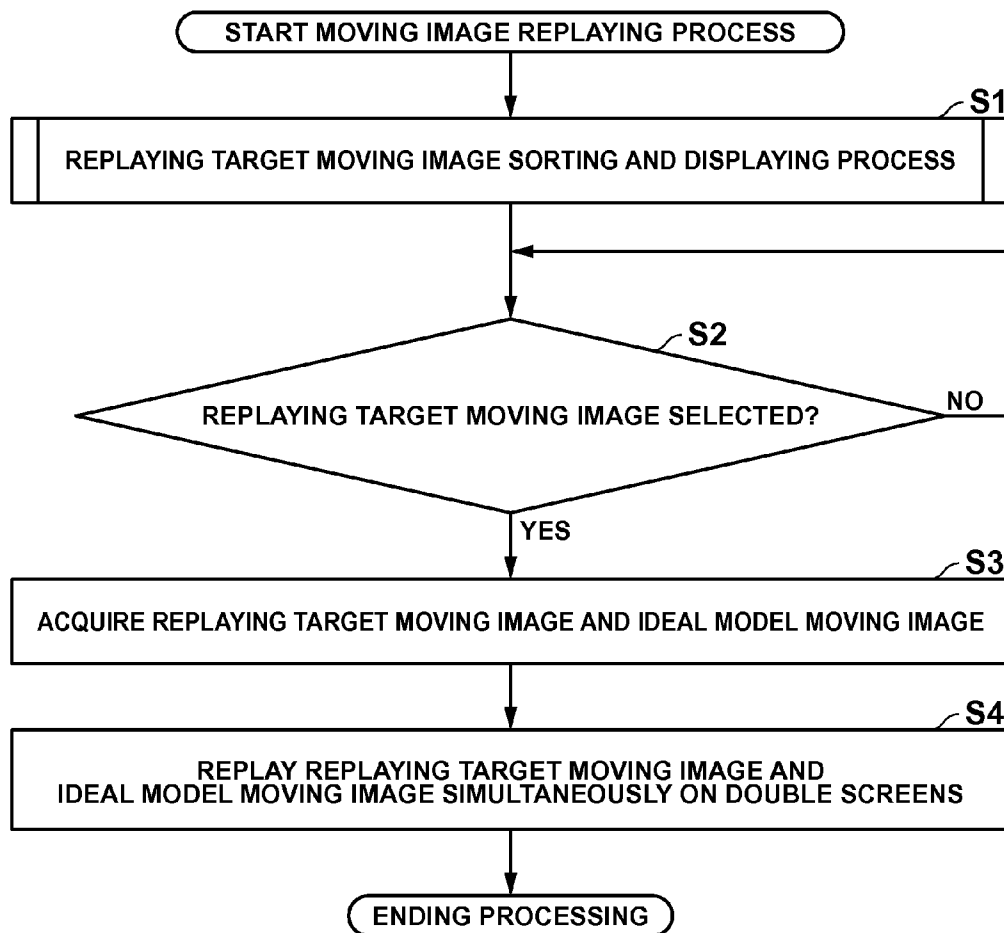 START MOVING IMAGE REPLAYING PROCESS
S1
REPLAYING TARGET MOVING IMAGE SORTING AND DISPLAYING PROCESS
S2
REPLAYING TARGET MOVING IMAGE SELECTED?
NO
YES
S3
ACQUIRE REPLAYING TARGET MOVING IMAGE AND IDEAL MODEL MOVING IMAGE
S4
REPLAY REPLAYING TARGET MOVING IMAGE AND
IDEAL MODEL MOVING IMAGE SIMULTANEOUSLY ON DOUBLE SCREENS
ENDING PROCESSING